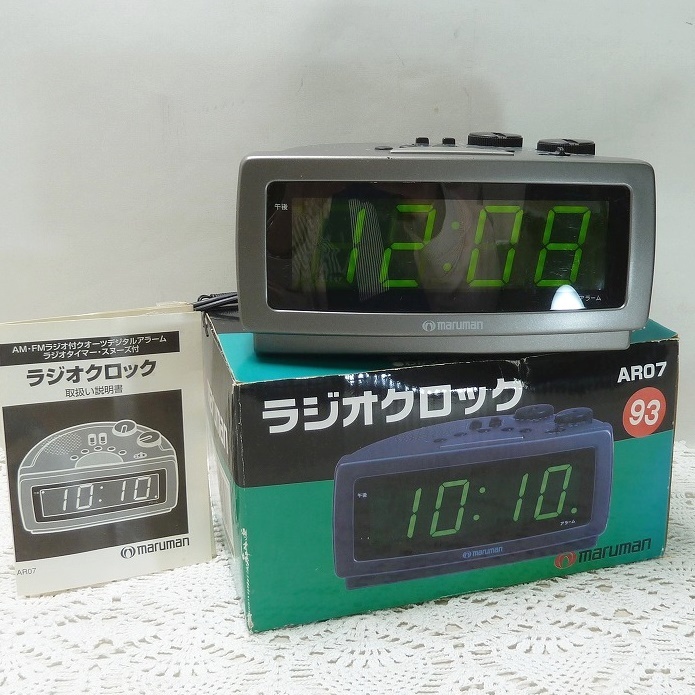 午後
12:08
アラーム
maruman
AM・FMラジオ付クオーツデジタルアラーム
ラジオタイマー・スヌーズ付
ラジオクロック
取扱い説明書
10:10
maruman
AR07
ラジオクロック
AR07
93
午後
10:10.
アラーム
maruman
maruman